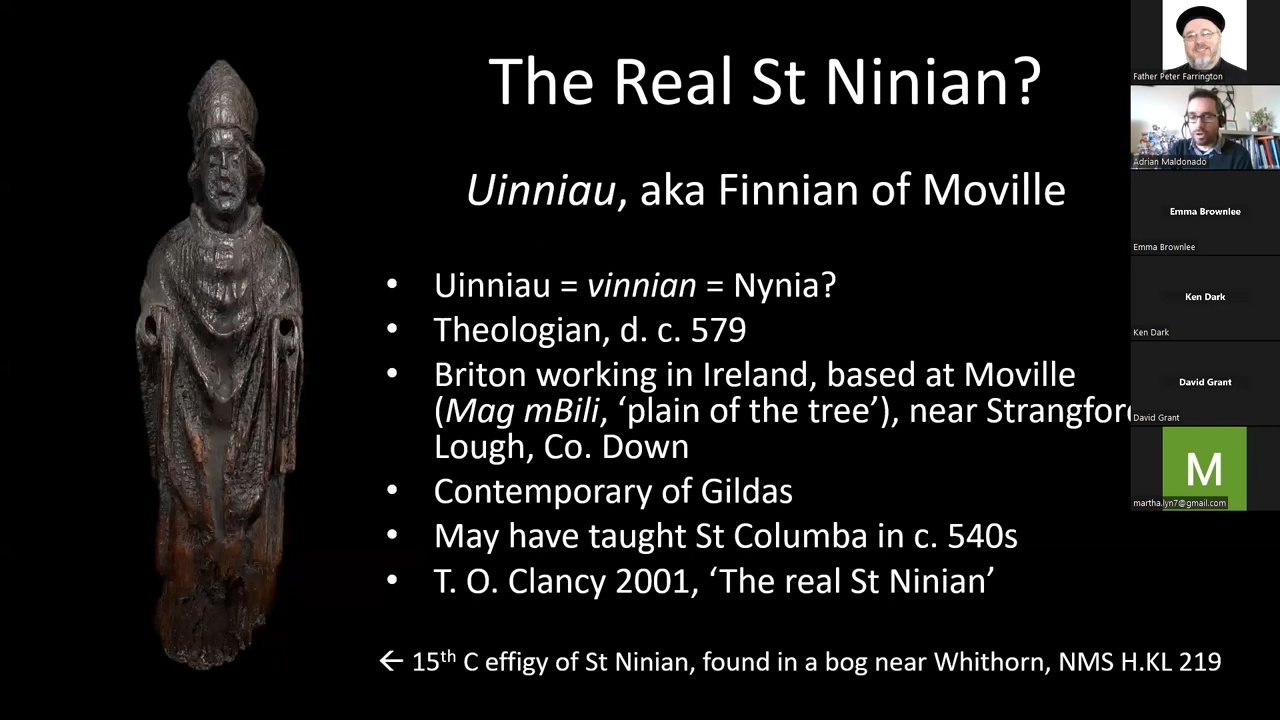 The Real St Ninian?
Uinniau, aka Finnian of Moville
• Uinniau = vinnian = Nynia?
• Theologian, d. c. 579
• Briton working in Ireland, based at Moville
(Mag mBili, ‘plain of the tree’), near Strangford
Lough, Co. Down
• Contemporary of Gildas
• May have taught St Columba in c. 540s
• T. O. Clancy 2001, ‘The real St Ninian’
← 15th C effigy of St Ninian, found in a bog near Whithorn, NMS H.KL 219
Father Peter Farrington
Adrian Maldonado
Emma Brownlee
Emma Brownlee
Ken Dark
Ken Dark
David Grant
David Grant
M
martha.lyn7@gmail.com